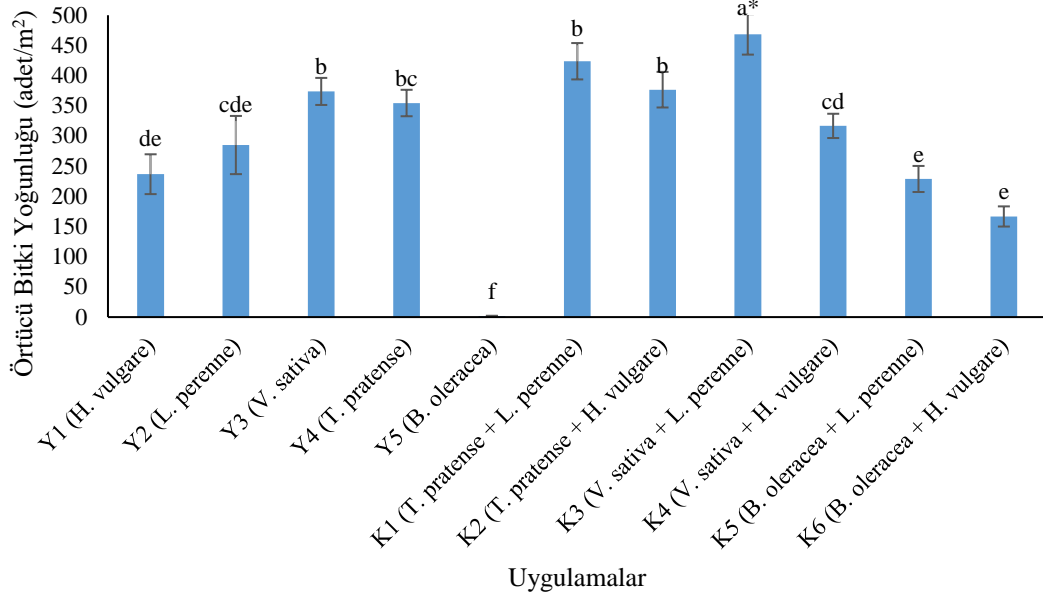 Örtücü Bitki Yoğunluğu (adet/m²)
500
450
400
350
300
250
200
150
100
50
0
de
cde
b
bc
f
b
b
a*
cd
e
e
Y1 (H. vulgare)
Y2 (L. perenne)
Y3 (V. sativa)
Y4 (T. pratense)
Y5 (B. oleracea)
K1 (T. pratense + L. perenne)
K2 (T. pratense + H. vulgare)
K3 (V. sativa + L. perenne)
K4 (V. sativa + H. vulgare)
K5 (B. oleracea + L. perenne)
K6 (B. oleracea + H. vulgare)
Uygulamalar